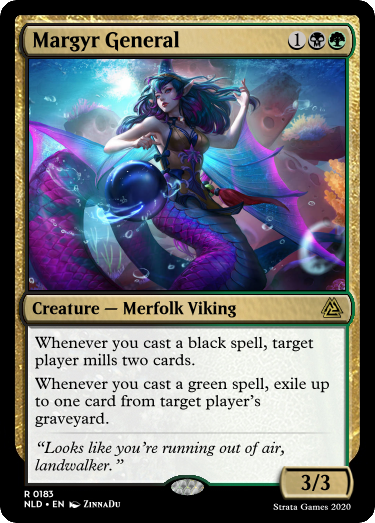 Margyr General 1
Creature — Merfolk Viking
Whenever you cast a black spell, target
player mills two cards.
Whenever you cast a green spell, exile up
to one card from target player's
graveyard.
“Looks like you're running out of air,
landwalker.”
3/3
R 0183
NLD • EN ZinnaDu
Strata Games 2020